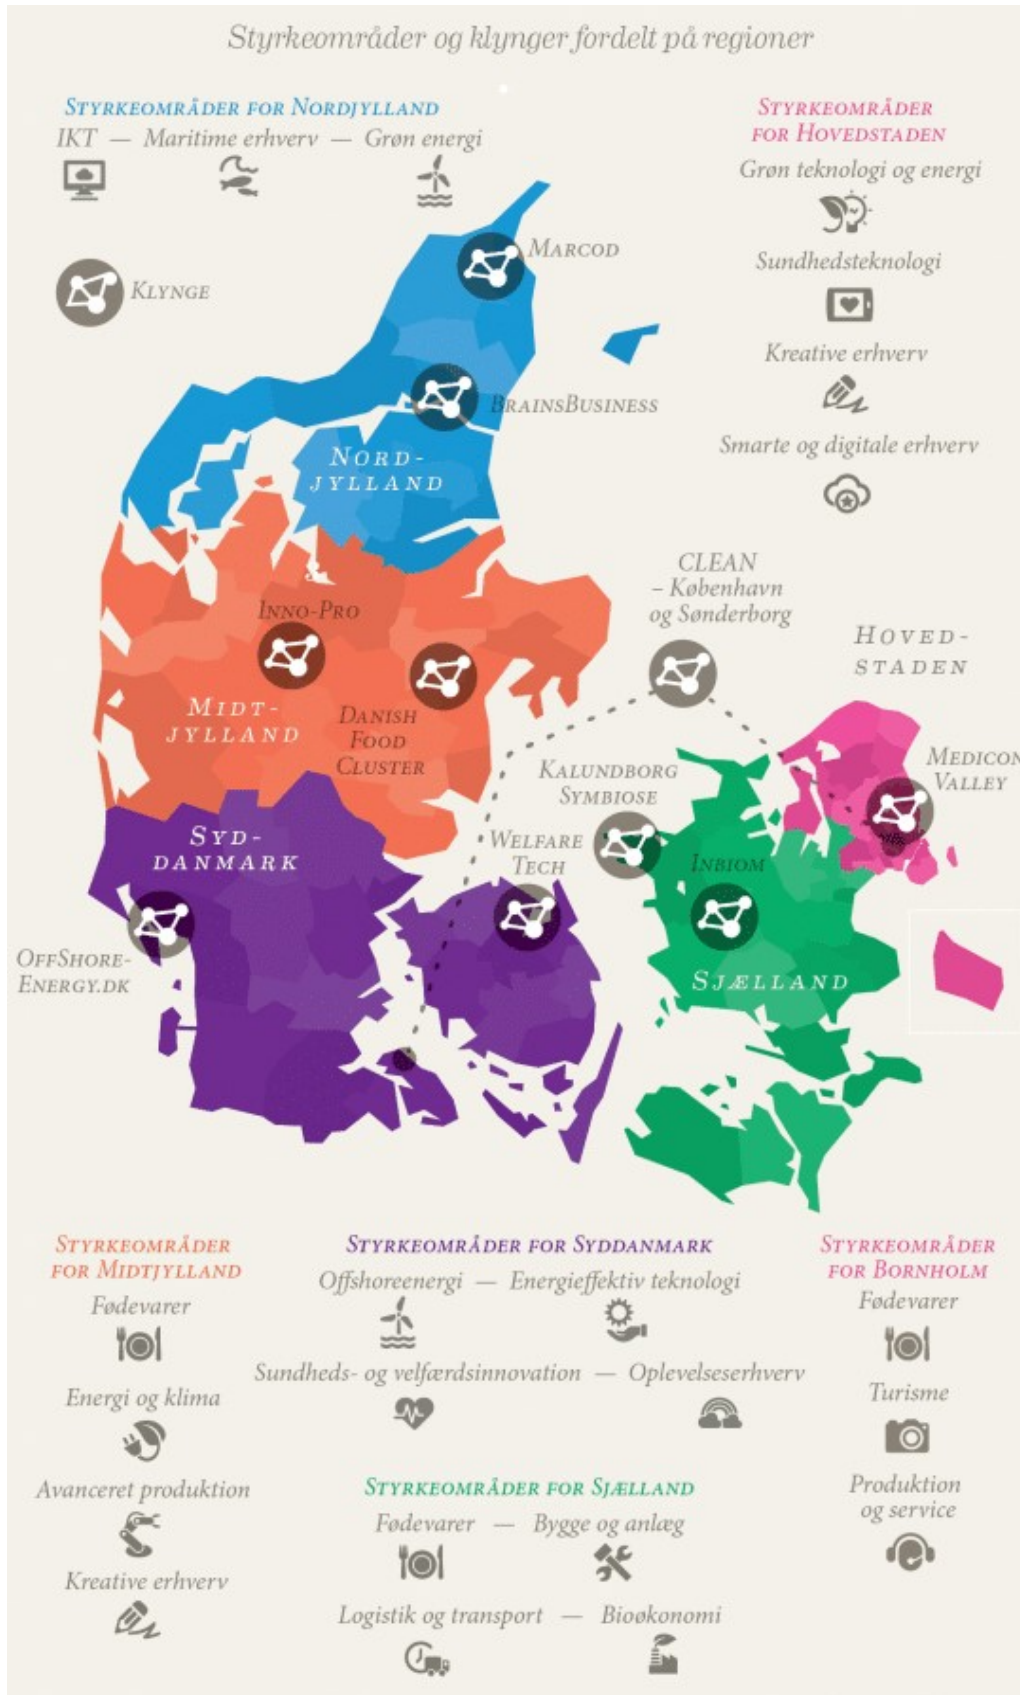 Styrkeområder og klynger fordelt på regioner
Styrkeområder for Nordjylland
IKT — Maritime erhverv — Grøn energi
Klynge
Styrkeområder
for Hovedstaden
Grøn teknologi og energi
Sundhedsteknologi
Kreative erhverv
Smarte og digitale erhverv
Marcod
BrainsBusiness
Nord-
jylland
CLEAN
– København
og Sønderborg
Inno-Pro
Hoved-
staden
Midt-
jylland
Danish
Food
Cluster
Medicon
Valley
Kalundborg
Symbiose
Syd-
danmark
Welfare
Tech
Inbiom
OffShore-
Energy.dk
Sjælland
Styrkeområder
for Midtjylland
Fødevarer
Energi og klima
Avanceret produktion
Kreative erhverv
Styrkeområder for Syddanmark
Offshoreenergi — Energieffektiv teknologi
Sundheds- og velfærdsinnovation — Oplevelseserhverv
Styrkeområder for Sjælland
Fødevarer — Bygge og anlæg
Logistik og transport — Bioøkonomi
Styrkeområder
for Bornholm
Fødevarer
Turisme
Produktion
og service